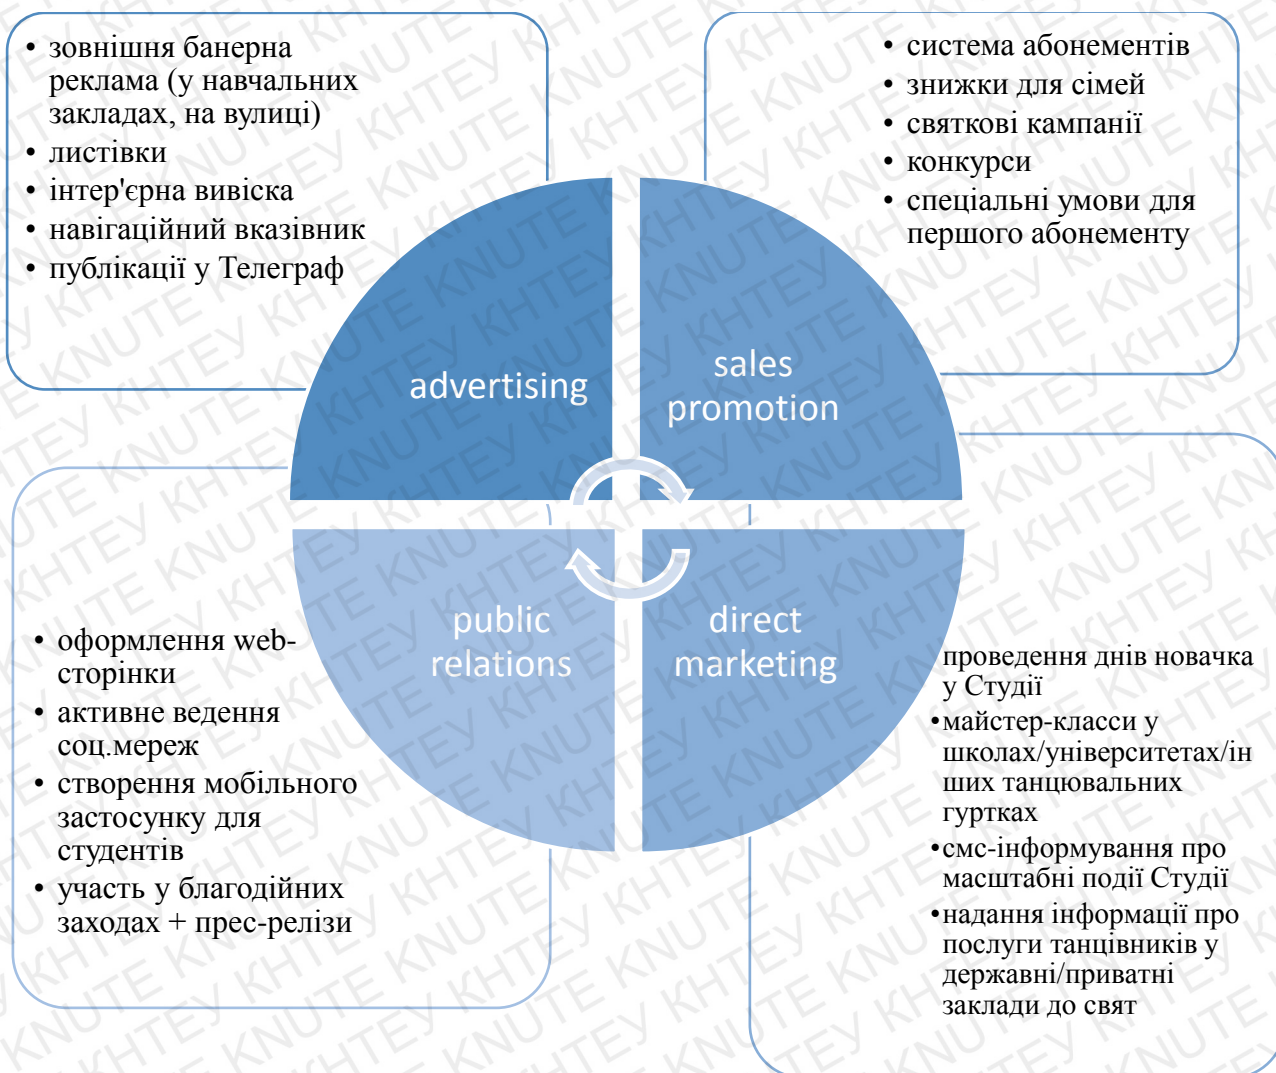 • зовнішня банерна
реклама (у навчальних
закладах, на вулиці)
• листівки
• інтер'єрна вивіска
• навігаційний вказівник
• публікації у Телеграф
• система абонементів
• знижки для сімей
• святкові кампанії
• конкурси
• спеціальні умови для
першого абонементу
advertising
sales
promotion
public
relations
direct
marketing
• оформлення web-
сторінки
• активне ведення
соц.мереж
• створення мобільного
застосунку для
студентів
• участь у благодійних
заходах + прес-релізи
проведення днів новачка
у Студії
•майстер-класси у
школах/університетах/ін
ших танцювальних
гуртках
•смс-інформування про
масштабні події Студії
•надання інформації про
послуги танцівників у
державні/приватні
заклади до свят
KNUTE КНТЕУ